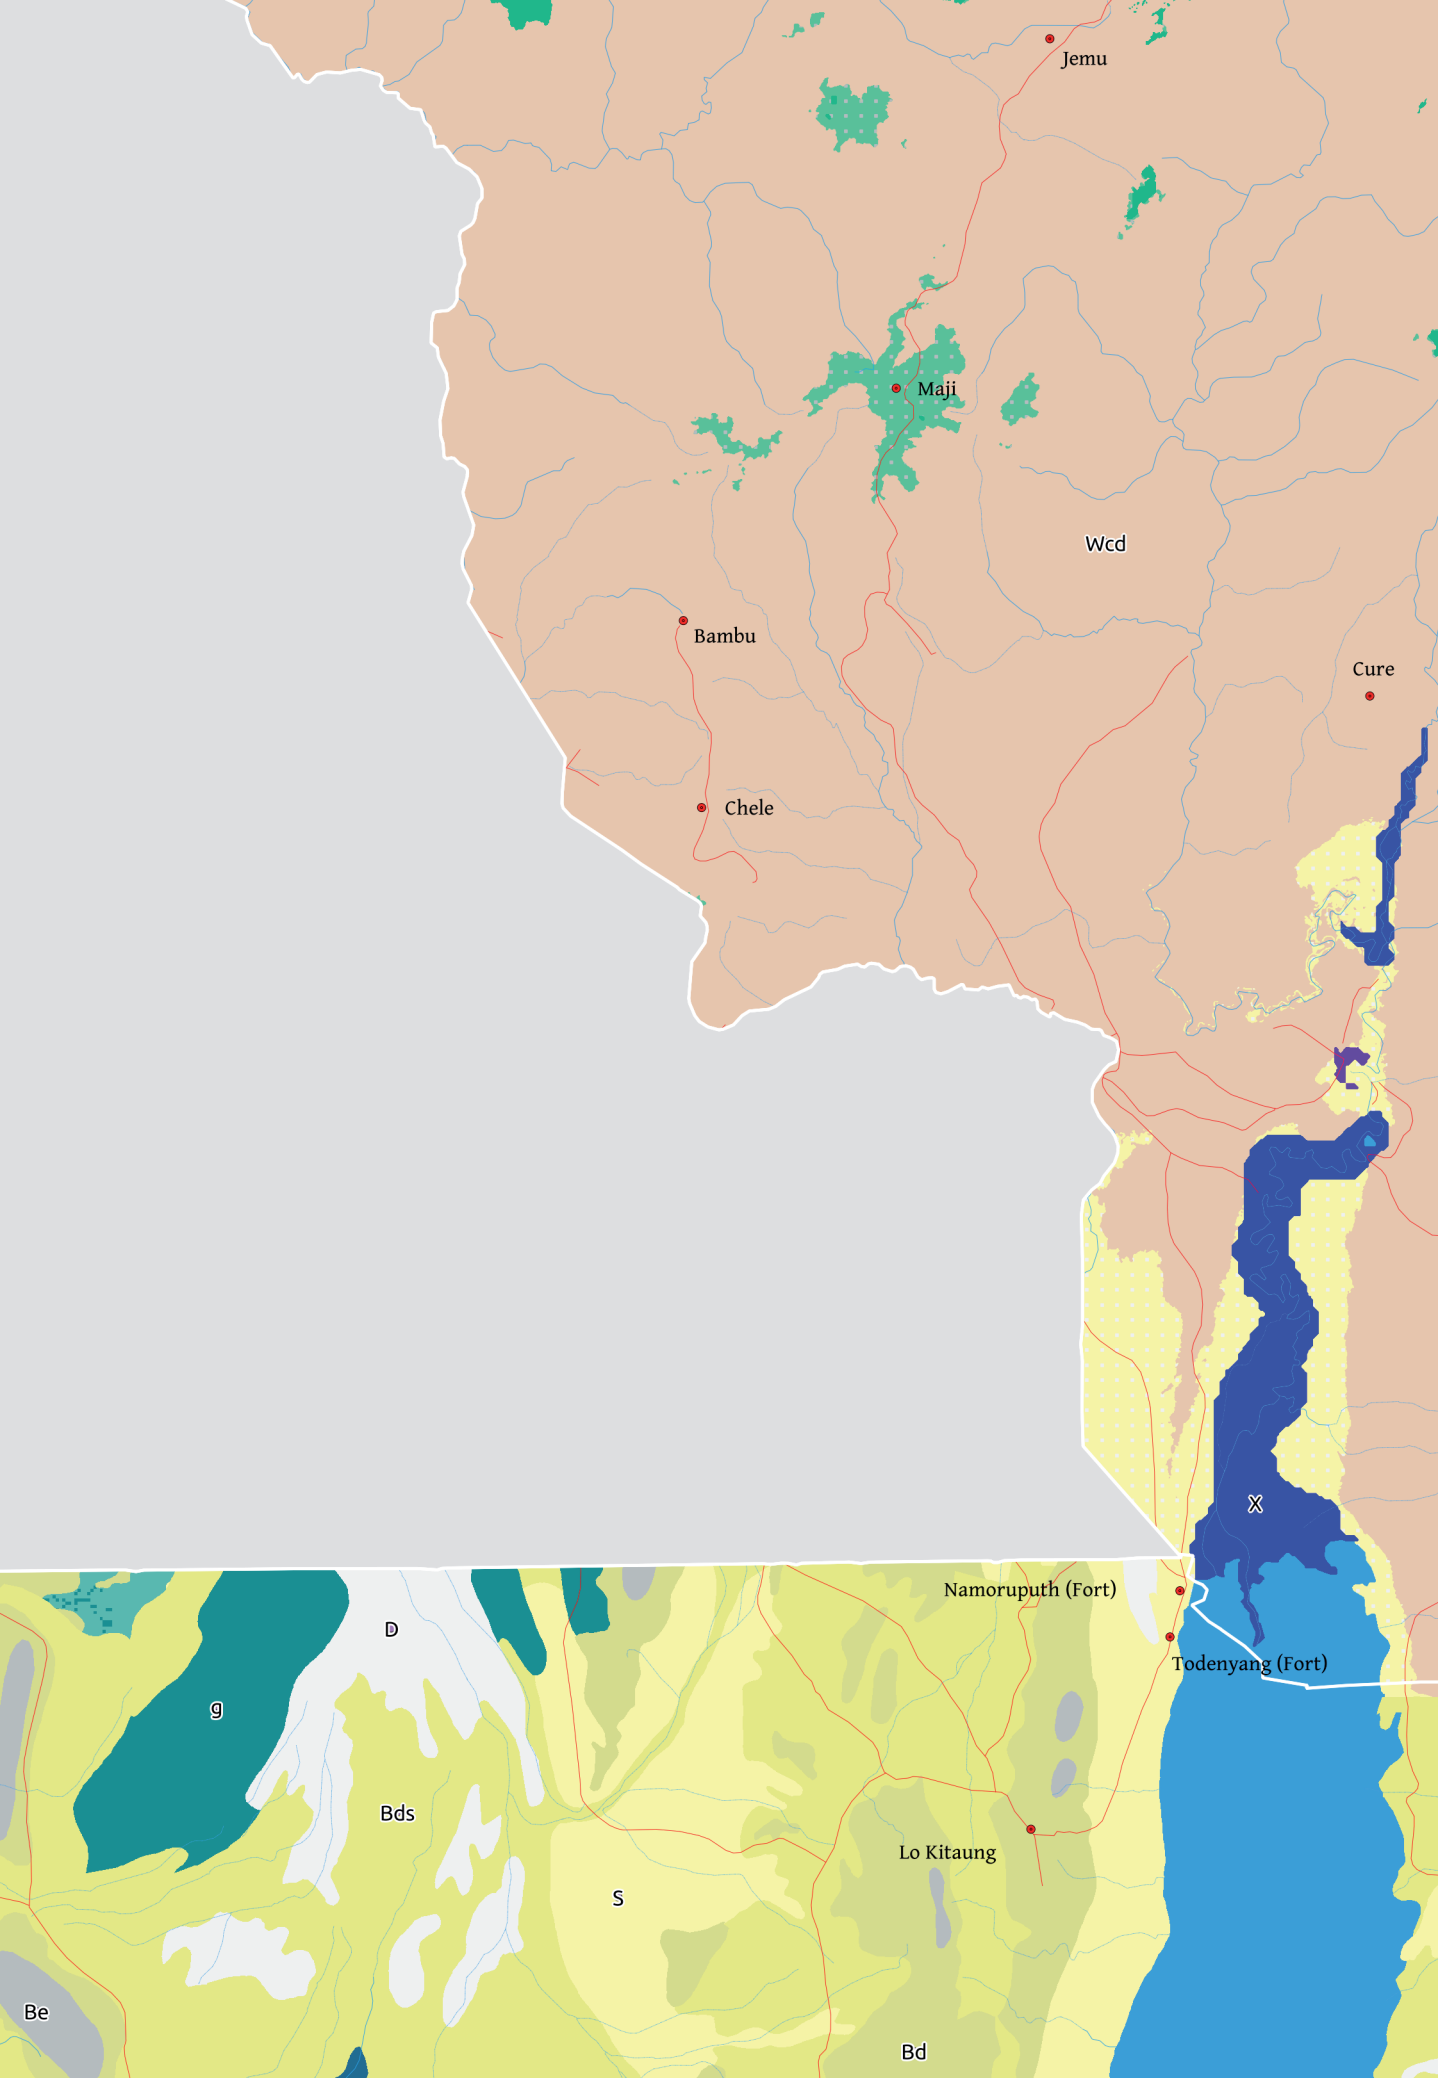 Jemu
Maji
Wcd
Bambu
Cure
Chele
X
Namoruputh (Fort)
D
Todenyang (Fort)
g
Bds
Lo Kitaung
S
Be
Bd